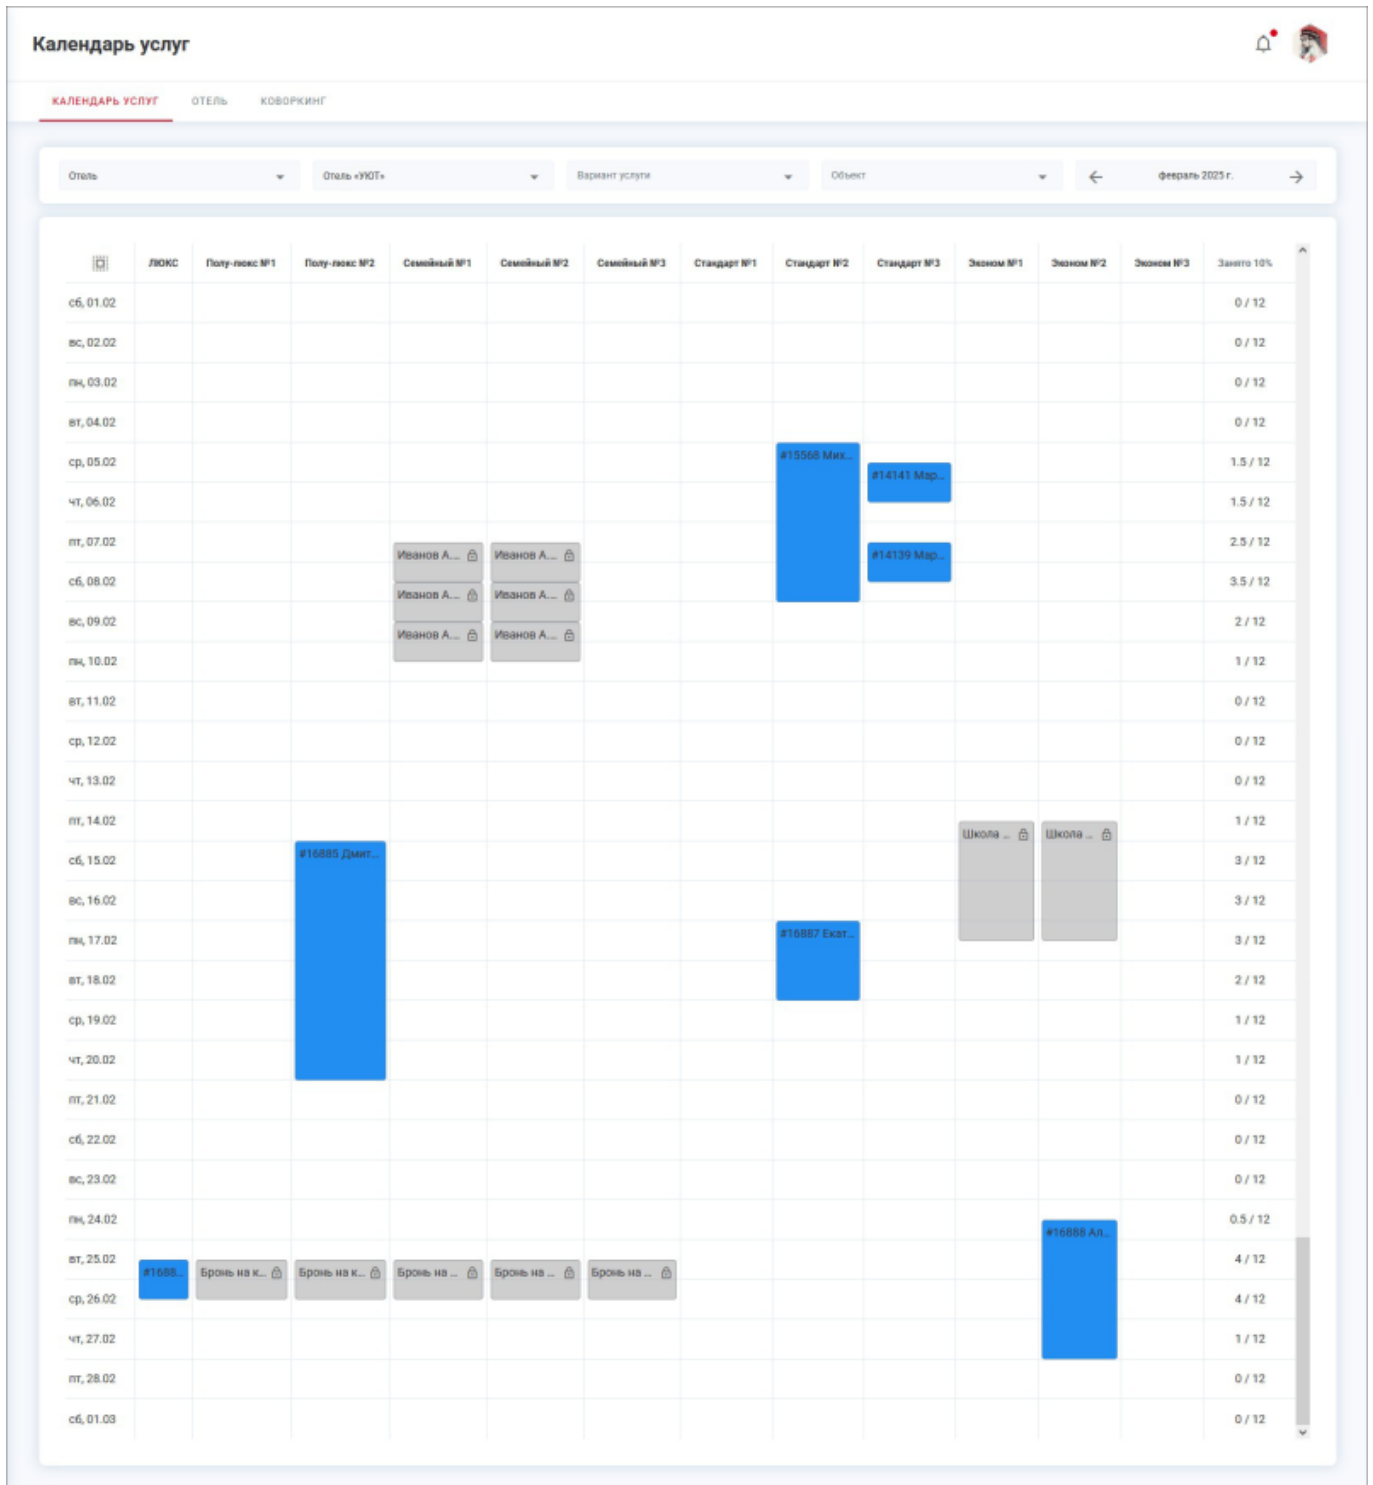 Календарь услуг
КАЛЕНДАРЬ УСЛУГ ОТЕЛЬ КОВОРКИНГ
Отель Отель «УЮТ» Вариант услуги Объект февраль 2025 г.
ЛЮКС Полу-люкс №1 Полу-люкс №2 Семейный №1 Семейный №2 Семейный №3 Стандарт №1 Стандарт №2 Стандарт №3 Эконом №1 Эконом №2 Эконом №3 Занято 10%
сб, 01.02 0 / 12
вс, 02.02 0 / 12
пн, 03.02 0 / 12
вт, 04.02 0 / 12
#15568 Мих...
ср, 05.02 1.5 / 12
#14141 Мар...
чт, 06.02 1.5 / 12
пт, 07.02 2.5 / 12
Иванов А.... Иванов А.... #14139 Мар...
сб, 08.02 3.5 / 12
Иванов А.... Иванов А....
вс, 09.02 2 / 12
Иванов А.... Иванов А....
пн, 10.02 1 / 12
вт, 11.02 0 / 12
ср, 12.02 0 / 12
чт, 13.02 0 / 12
пт, 14.02 1 / 12
Школа ... Школа ...
#16885 Дмит...
сб, 15.02 3 / 12
вс, 16.02 3 / 12
#16887 Екат...
пн, 17.02 3 / 12
вт, 18.02 2 / 12
ср, 19.02 1 / 12
чт, 20.02 1 / 12
пт, 21.02 0 / 12
сб, 22.02 0 / 12
вс, 23.02 0 / 12
пн, 24.02 0.5 / 12
#16888 Ал...
вт, 25.02 4 / 12
#1688... Бронь на к... Бронь на к... Бронь на ... Бронь на ... Бронь на ...
ср, 26.02 4 / 12
чт, 27.02 1 / 12
пт, 28.02 0 / 12
сб, 01.03 0 / 12